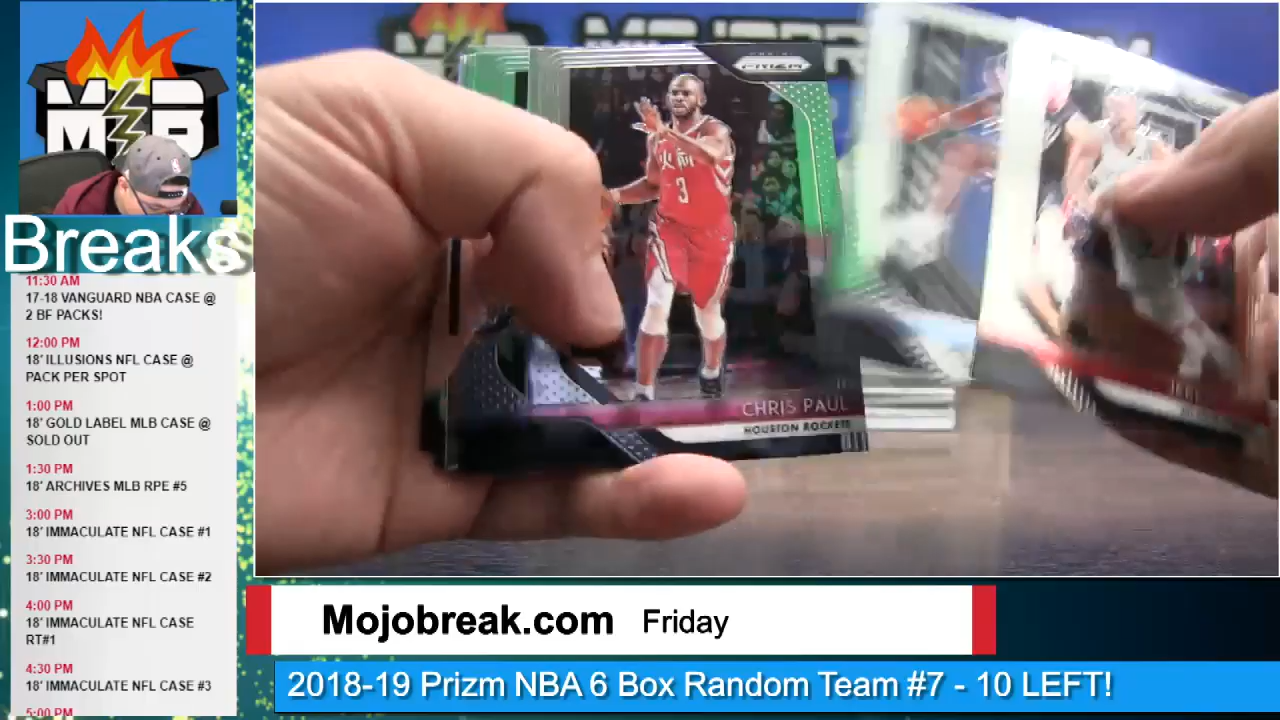 M B
Breaks
11:30 AM
17-18 VANGUARD NBA CASE @
2 BF PACKS!
12:00 PM
18' ILLUSIONS NFL CASE @
PACK PER SPOT
1:00 PM
18' GOLD LABEL MLB CASE @
SOLD OUT
1:30 PM
18' ARCHIVES MLB RPE #5
3:00 PM
18' IMMACULATE NFL CASE #1
3:30 PM
18' IMMACULATE NFL CASE #2
4:00 PM
18' IMMACULATE NFL CASE
RT#1
4:30 PM
18' IMMACULATE NFL CASE #3
5:00 PM
PANINI
PRIZM
3
CHRIS PAUL
HOUSTON ROCKETS
Mojobreak.com Friday
2018-19 Prizm NBA 6 Box Random Team #7 - 10 LEFT!